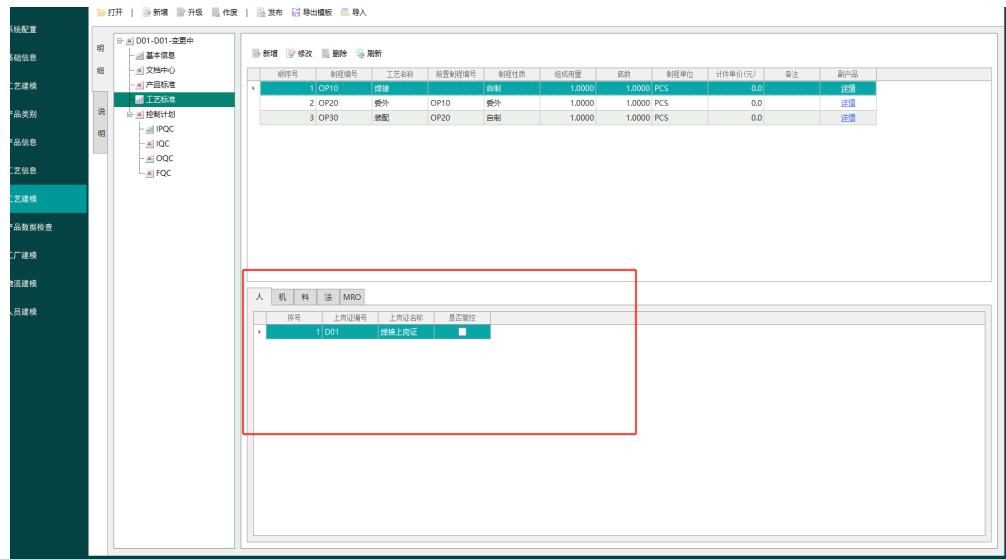 打开 | 新增 升级 作废 | 发布 导出模板 导入
系统配置
基础信息
工艺建模
产品类别
产品信息
工艺信息
工艺建模
产品数据检查
工厂建模
物流建模
人员建模
明细
说明
D01-D01-变更中
基本信息
文档中心
产品标准
工艺标准
控制计划
IPQC
IQC
OQC
FQC
新增 修改 删除 刷新
顺序号 制程编号 工艺名称 前置制程编号 制程性质 组成用量 底数 制程单位 计件单价(元) 备注 副产品
1 OP10 焊接 自制 1.0000 1.0000 PCS 0.0 详情
2 OP20 委外 OP10 委外 1.0000 1.0000 PCS 0.0 详情
3 OP30 装配 OP20 自制 1.0000 1.0000 PCS 0.0 详情
人 机 料 法 MRO
序号 上岗证编号 上岗证名称 是否管控
1 D01 焊接上岗证